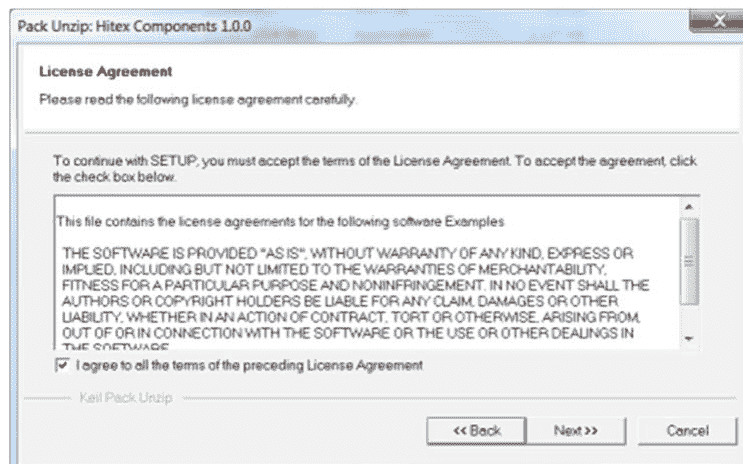 Pack Unzip: Hitex Components 1.0.0
X
License Agreement
Please read the following license agreement carefully.
To continue with SETUP, you must accept the terms of the License Agreement. To accept the agreement, click
the check box below.
This file contains the license agreements for the following software Examples
THE SOFTWARE IS PROVIDED "AS IS", WITHOUT WARRANTY OF ANY KIND, EXPRESS OR
IMPLIED, INCLUDING BUT NOT LIMITED TO THE WARRANTIES OF MERCHANTABILITY,
FITNESS FOR A PARTICULAR PURPOSE AND NONINFRINGEMENT. IN NO EVENT SHALL THE
AUTHORS OR COPYRIGHT HOLDERS BE LIABLE FOR ANY CLAIM, DAMAGES OR OTHER
LIABILITY, WHETHER IN AN ACTION OF CONTRACT, TORT OR OTHERWISE, ARISING FROM,
OUT OF OR IN CONNECTION WITH THE SOFTWARE OR THE USE OR OTHER DEALINGS IN
THE SOFTWARE
I agree to all the terms of the preceding License Agreement
Keil Pack Unzip
<< Back
Next >>
Cancel